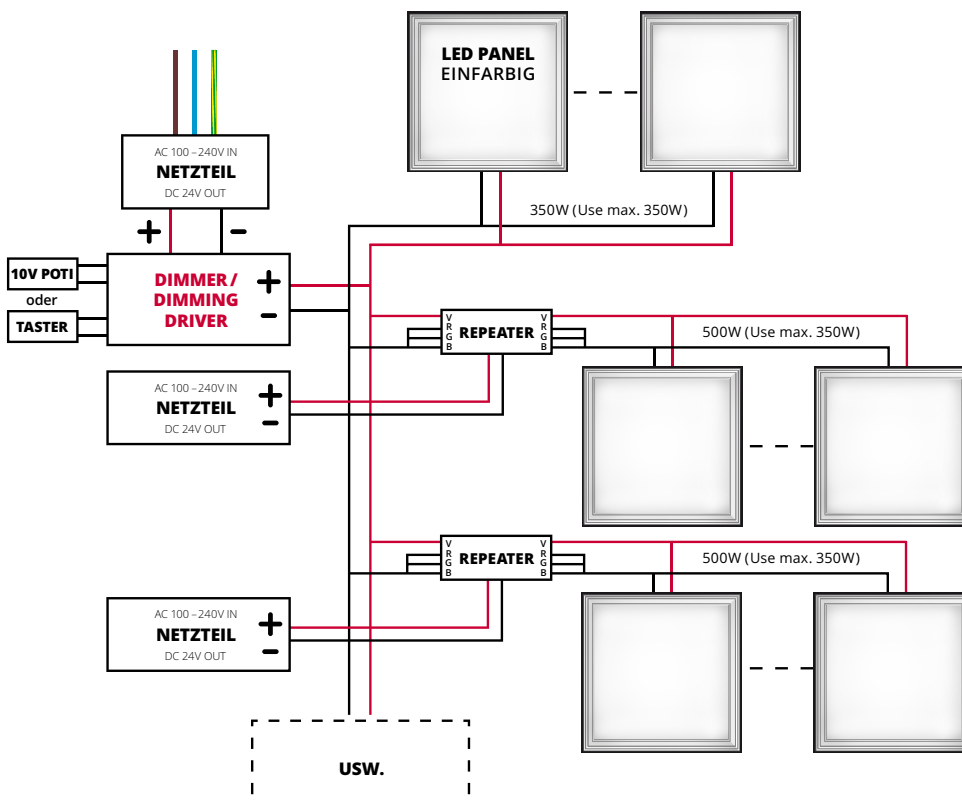 LED PANEL
EINFARBIG
AC 100 – 240V IN
NETZTEIL
DC 24V OUT
350W (Use max. 350W)
+ –
10V POTI
oder
TASTER
DIMMER /
DIMMING
DRIVER
+
–
V
R
G
B
REPEATER
V
R
G
B
500W (Use max. 350W)
AC 100 – 240V IN
NETZTEIL
DC 24V OUT
+
–
V
R
G
B
REPEATER
V
R
G
B
500W (Use max. 350W)
AC 100 – 240V IN
NETZTEIL
DC 24V OUT
+
–
USW.